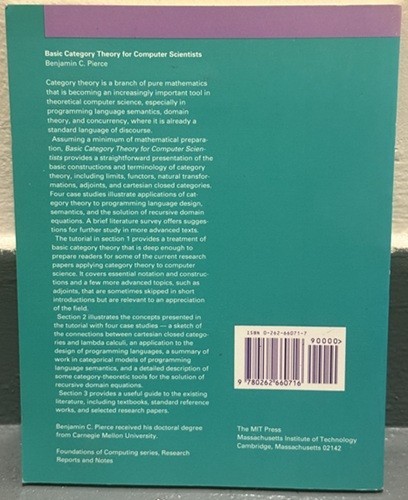 Basic Category Theory for Computer Scientists
Benjamin C. Pierce
Category theory is a branch of pure mathematics
that is becoming an increasingly important tool in
theoretical computer science, especially in
programming language semantics, domain
theory, and concurrency, where it is already a
standard language of discourse.
Assuming a minimum of mathematical prepara-
tion, Basic Category Theory for Computer Scien-
tists provides a straightforward presentation of the
basic constructions and terminology of category
theory, including limits, functors, natural transfor-
mations, adjoints, and cartesian closed categories.
Four case studies illustrate applications of cat-
egory theory to programming language design,
semantics, and the solution of recursive domain
equations. A brief literature survey offers sugges-
tions for further study in more advanced texts.
The tutorial in section 1 provides a treatment of
basic category theory that is deep enough to
prepare readers for some of the current research
papers applying category theory to computer
science. It covers essential notation and construc-
tions and a few more advanced topics, such as
adjoints, that are sometimes skipped in short
introductions but are relevant to an appreciation
of the field.
Section 2 illustrates the concepts presented in
the tutorial with four case studies — a sketch of
the connections between cartesian closed catego-
ries and lambda calculi, an application to the
design of programming languages, a summary of
work in categorical models of programming
language semantics, and a detailed description of
some category-theoretic tools for the solution of
recursive domain equations.
Section 3 provides a useful guide to the existing
literature, including textbooks, standard reference
works, and selected research papers.
Benjamin C. Pierce received his doctoral degree
from Carnegie Mellon University.
Foundations of Computing series, Research
Reports and Notes
ISBN 0-262-66071-7
90000>
9 780262 660716
The MIT Press
Massachusetts Institute of Technology
Cambridge, Massachusetts 02142